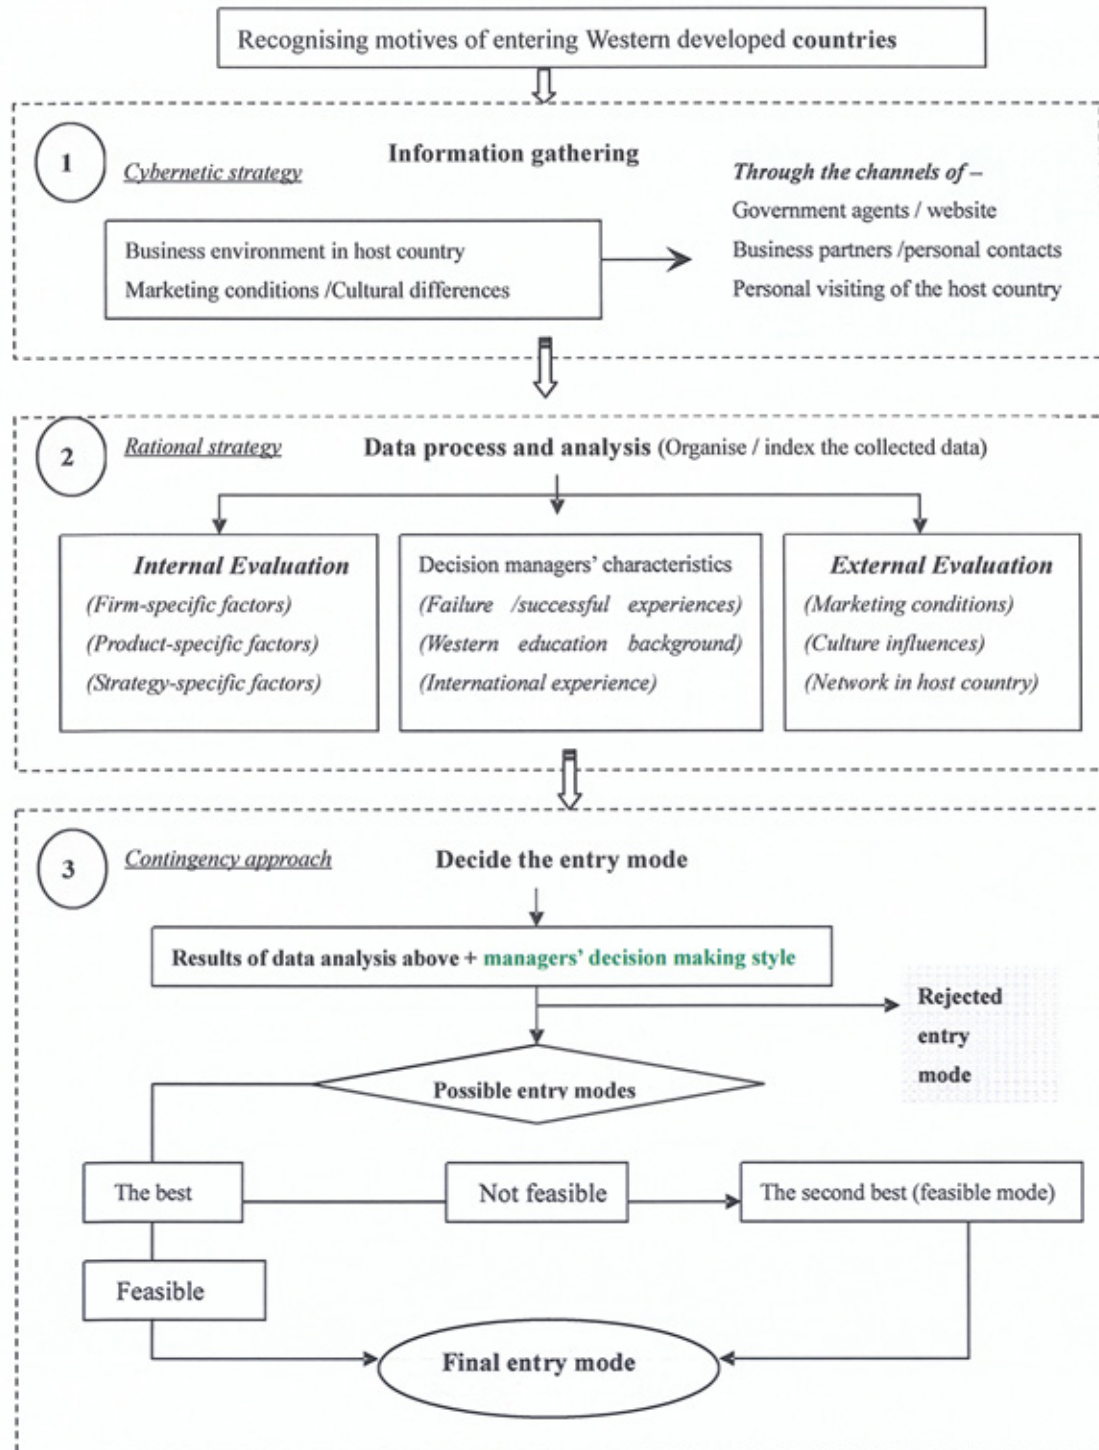 Recognising motives of entering Western developed countries
1
Cybernetic strategy
Information gathering
Business environment in host country
Marketing conditions /Cultural differences
Through the channels of –
Government agents / website
Business partners /personal contacts
Personal visiting of the host country
2
Rational strategy
Data process and analysis (Organise / index the collected data)
Internal Evaluation
(Firm-specific factors)
(Product-specific factors)
(Strategy-specific factors)
Decision managers’ characteristics
(Failure /successful experiences)
(Western education background)
(International experience)
External Evaluation
(Marketing conditions)
(Culture influences)
(Network in host country)
3
Contingency approach
Decide the entry mode
Results of data analysis above + managers’ decision making style
Rejected
entry
mode
Possible entry modes
The best
Not feasible
The second best (feasible mode)
Feasible
Final entry mode